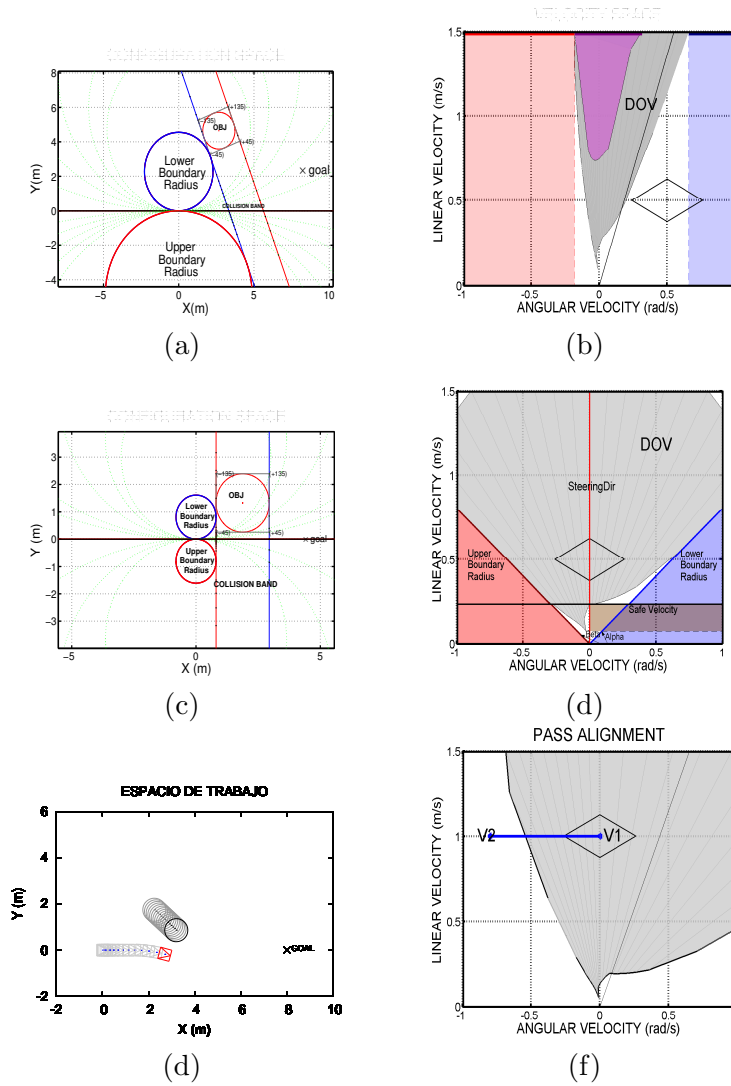 8
6
4
2
0
−2
−4
−5
0
5
10
X(m)
Y(m)
Lower
Boundary
Radius
Upper
Boundary
Radius
OBJ
(+135)
(−135)
(+45)
(−45)
COLLISION BAND
× goal
(a)
1.5
1
0.5
0
-1
-0.5
0
0.5
LINEAR VELOCITY (m/s)
ANGULAR VELOCITY (rad/s)
DOV
(b)
3
2
1
0
−1
−2
−3
−5
0
5
X (m)
Y (m)
Lower
Boundary
Radius
Upper
Boundary
Radius
OBJ
(+135)
(+45)
(−45)
COLLISION BAND
×goal
(c)
1.5
1
0.5
0
-1
-0.5
0
0.5
1
LINEAR VELOCITY (m/s)
ANGULAR VELOCITY (rad/s)
DOV
SteeringDir
Upper
Boundary
Radius
Lower
Boundary
Radius
Safe Velocity
Beta
Alpha
(d)
ESPACIO DE TRABAJO
6
4
2
0
-2
-2
0
2
4
6
8
10
X (m)
Y (m)
×GOAL
(d)
PASS ALIGNMENT
1.5
1
0.5
0
-1
-0.5
0
0.5
LINEAR VELOCITY (m/s)
ANGULAR VELOCITY (rad/s)
V2
V1
(f)